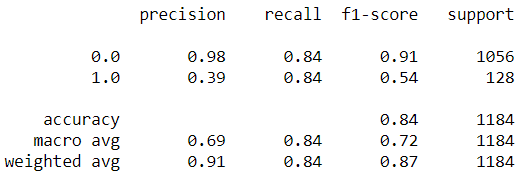 precision recall f1-score support
0.0 0.98 0.84 0.91 1056
1.0 0.39 0.84 0.54 128
accuracy 0.84 1184
macro avg 0.69 0.84 0.72 1184
weighted avg 0.91 0.84 0.87 1184